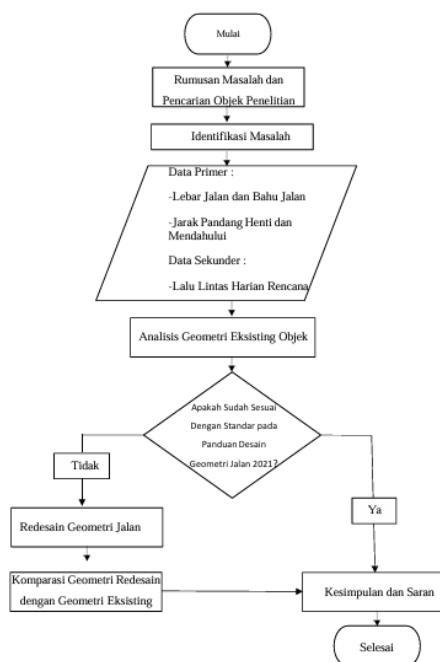 Mulai
Rumusan Masalah dan
Pencarian Objek Penelitian
Identifikasi Masalah
Data Primer :
-Lebar Jalan dan Bahu Jalan
-Jarak Pandang Henti dan
Mendahului
Data Sekunder :
-Lalu Lintas Harian Rencana
Analisis Geometri Eksisting Objek
Apakah Sudah Sesuai
Dengan Standar pada
Panduan Desain
Geometri Jalan 2021?
Tidak
Ya
Redesain Geometri Jalan
Komparasi Geometri Redesain
dengan Geometri Eksisting
Kesimpulan dan Saran
Selesai